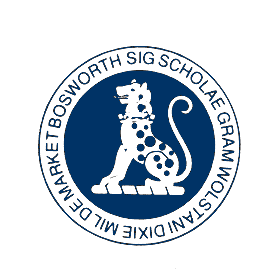 SIG SCHOLAE GRAM WOLSTANI DIXIE MIL DE MARKET BOSWORTH